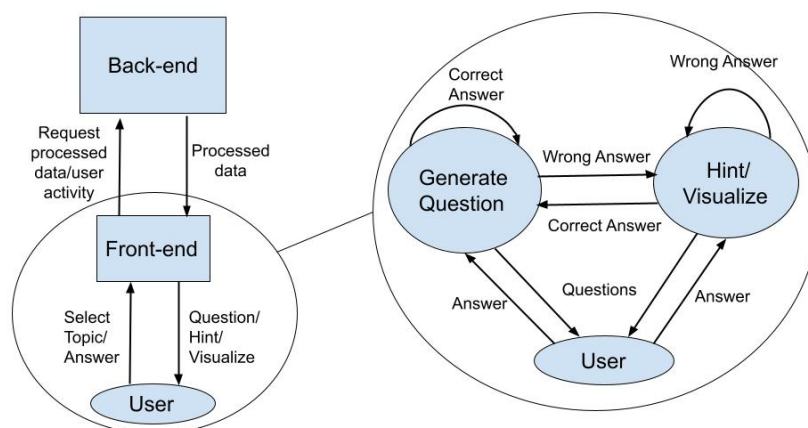 Back-end
Request
processed
data/user
activity
Processed
data
Front-end
Select
Topic/
Answer
Question/
Hint/
Visualize
User
Correct
Answer
Wrong Answer
Generate
Question
Wrong Answer
Hint/
Visualize
Correct Answer
Answer
Questions
Answer
User